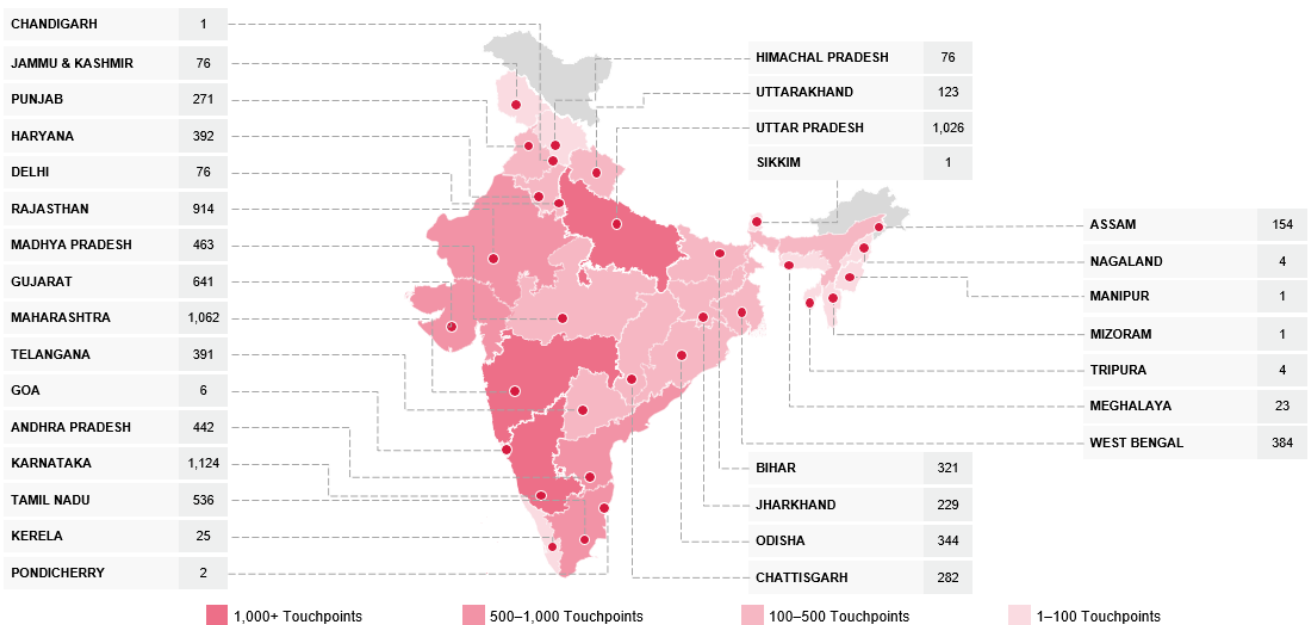 CHANDIGARH 1
JAMMU & KASHMIR 76
PUNJAB 271
HARYANA 392
DELHI 76
RAJASTHAN 914
MADHYA PRADESH 463
GUJARAT 641
MAHARASHTRA 1,062
TELANGANA 391
GOA 6
ANDHRA PRADESH 442
KARNATAKA 1,124
TAMIL NADU 536
KERELA 25
PONDICHERRY 2
HIMACHAL PRADESH 76
UTTARAKHAND 123
UTTAR PRADESH 1,026
SIKKIM 1
ASSAM 154
NAGALAND 4
MANIPUR 1
MIZORAM 1
TRIPURA 4
MEGHALAYA 23
WEST BENGAL 384
BIHAR 321
JHARKHAND 229
ODISHA 344
CHATTISGARH 282
1,000+ Touchpoints
500–1,000 Touchpoints
100–500 Touchpoints
1–100 Touchpoints